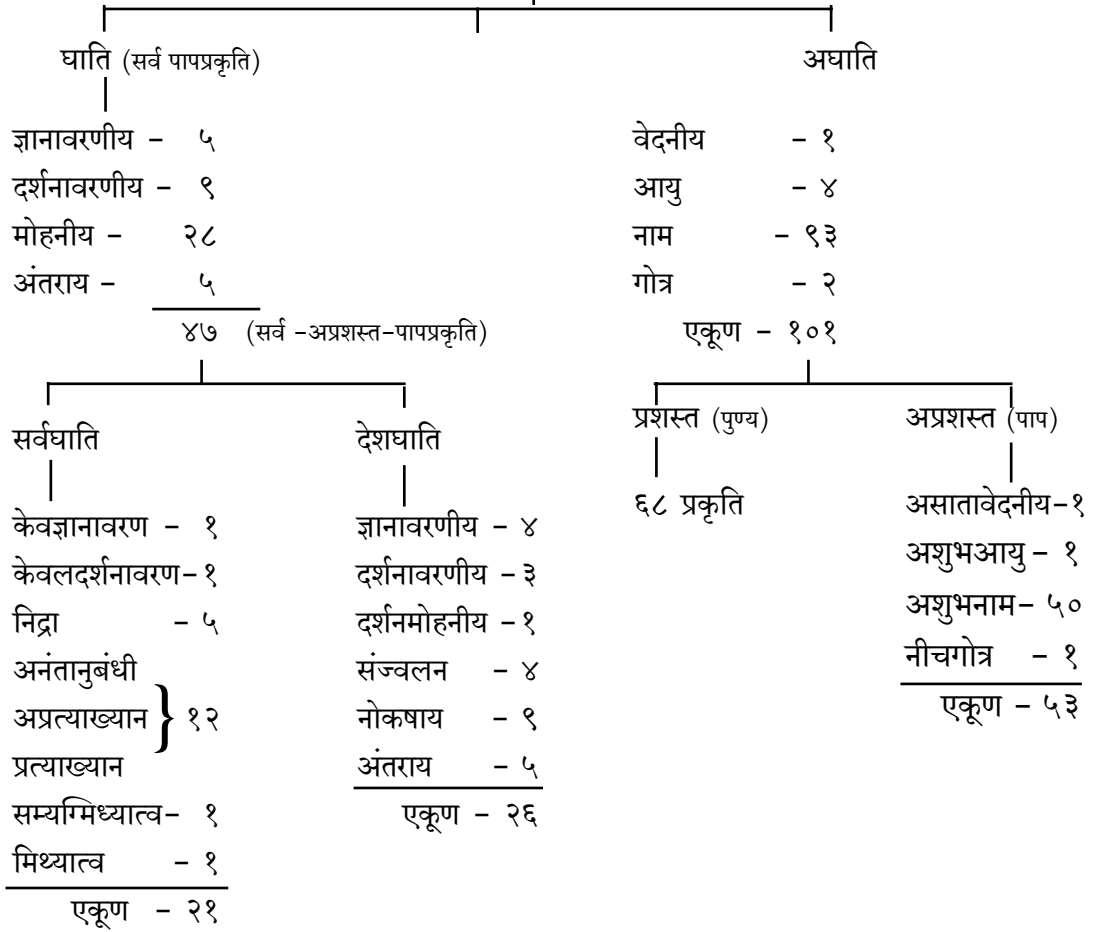 घाति (सर्व पापप्रकृति)
ज्ञानावरणीय – ५
दर्शनावरणीय – ९
मोहनीय – २८
अंतराय – ५
४७ (सर्व –अप्रशस्त–पापप्रकृति)
सर्वघाति
केवज्ञानावरण – १
केवलदर्शनावरण–१
निद्रा – ५
अनंतानुबंधी
अप्रत्याख्यान } १२
प्रत्याख्यान
सम्यग्मिध्यात्व– १
मिथ्यात्व – १
एकूण – २१
देशघाति
ज्ञानावरणीय – ४
दर्शनावरणीय –३
दर्शनमोहनीय –१
संज्वलन – ४
नोकषाय – ९
अंतराय – ५
एकूण – २६
अघाति
वेदनीय – १
आयु – ४
नाम – ९३
गोत्र – २
एकूण – १०१
प्रशस्त (पुण्य)
६८ प्रकृति
अप्रशस्त (पाप)
असातावेदनीय–१
अशुभआयु – १
अशुभनाम– ५०
नीचगोत्र – १
एकूण – ५३